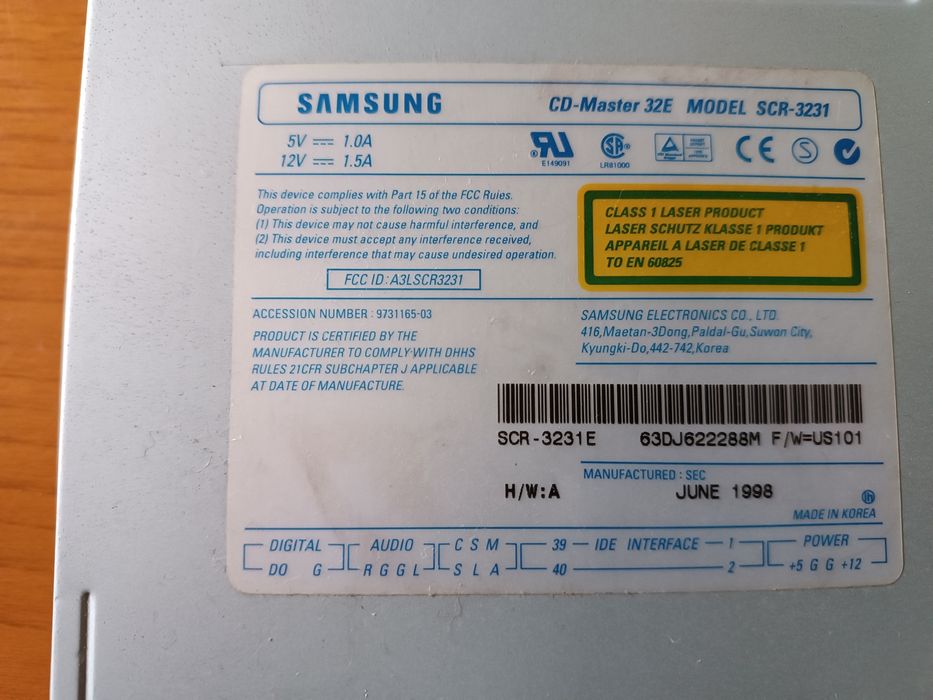 SAMSUNG
CD-Master 32E MODEL SCR-3231
5V 1.0A
12V 1.5A
E149091
LR81000
CE
This device complies with Part 15 of the FCC Rules.
Operation is subject to the following two conditions:
(1) This device may not cause harmful interference, and
(2) This device must accept any interference received,
including interference that may cause undesired operation.
FCC ID : A3LSCR3231
CLASS 1 LASER PRODUCT
LASER SCHUTZ KLASSE 1 PRODUKT
APPAREIL A LASER DE CLASSE 1
TO EN 60825
ACCESSION NUMBER : 9731165-03
PRODUCT IS CERTIFIED BY THE
MANUFACTURER TO COMPLY WITH DHHS
RULES 21CFR SUBCHAPTER J APPLICABLE
AT DATE OF MANUFACTURE.
SAMSUNG ELECTRONICS CO., LTD.
416,Maetan-3Dong,Paldal-Gu,Suwon City,
Kyungki-Do,442-742,Korea
SCR-3231E 63DJ622288M F/W=US101
MANUFACTURED : SEC
H/W:A JUNE 1998
MADE IN KOREA
DIGITAL AUDIO C S M 39 — IDE INTERFACE — 1 POWER
DO G R G G L S L A 40 2 +5 G G +12